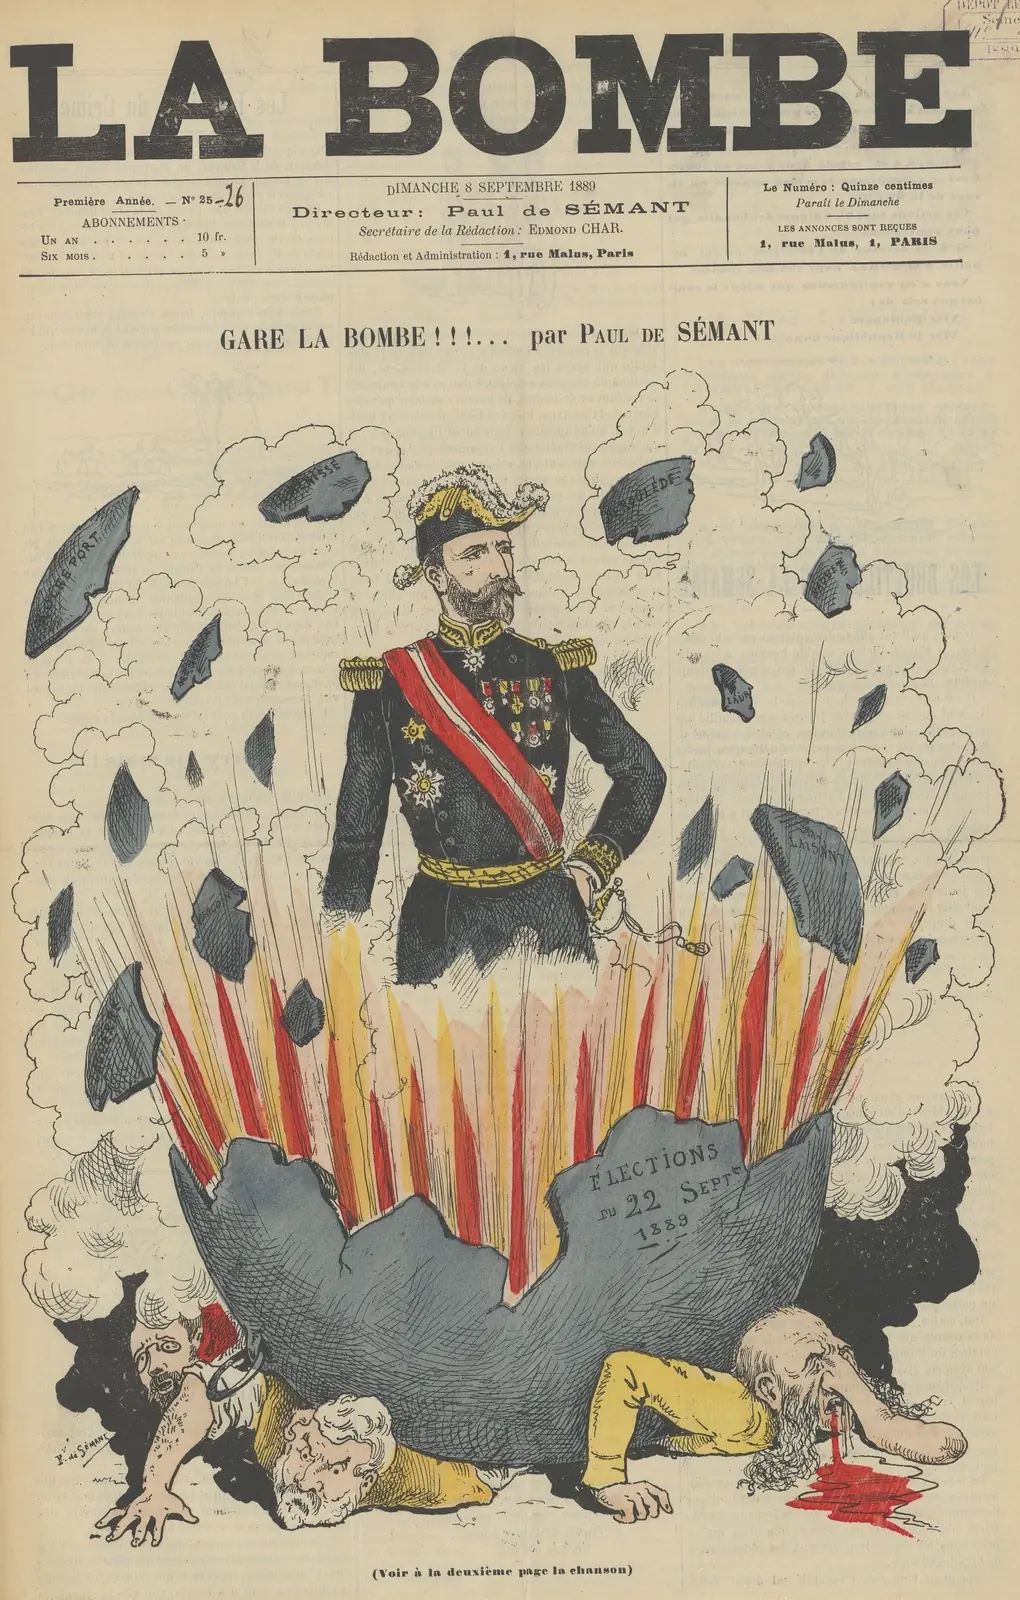 DÉPÔT
Seine
1889
LA BOMBE
Première Année. — N° 25-26
ABONNEMENTS
UN AN . . . . . . 10 fr.
SIX MOIS . . . . . . 5 »
DIMANCHE 8 SEPTEMBRE 1889
Directeur: Paul de SÉMANT
Secrétaire de la Rédaction: EDMOND CHAR.
Rédaction et Administration : 1, rue Malus, Paris
Le Numéro : Quinze centimes
Paraît le Dimanche
LES ANNONCES SONT REÇUES
1, rue Malus, 1, PARIS
GARE LA BOMBE!!!... par PAUL DE SÉMANT
LAISANT
ÉLECTIONS
DU 22 SEPTre
1889
P. de SÉMANT
(Voir à la deuxième page la chanson)